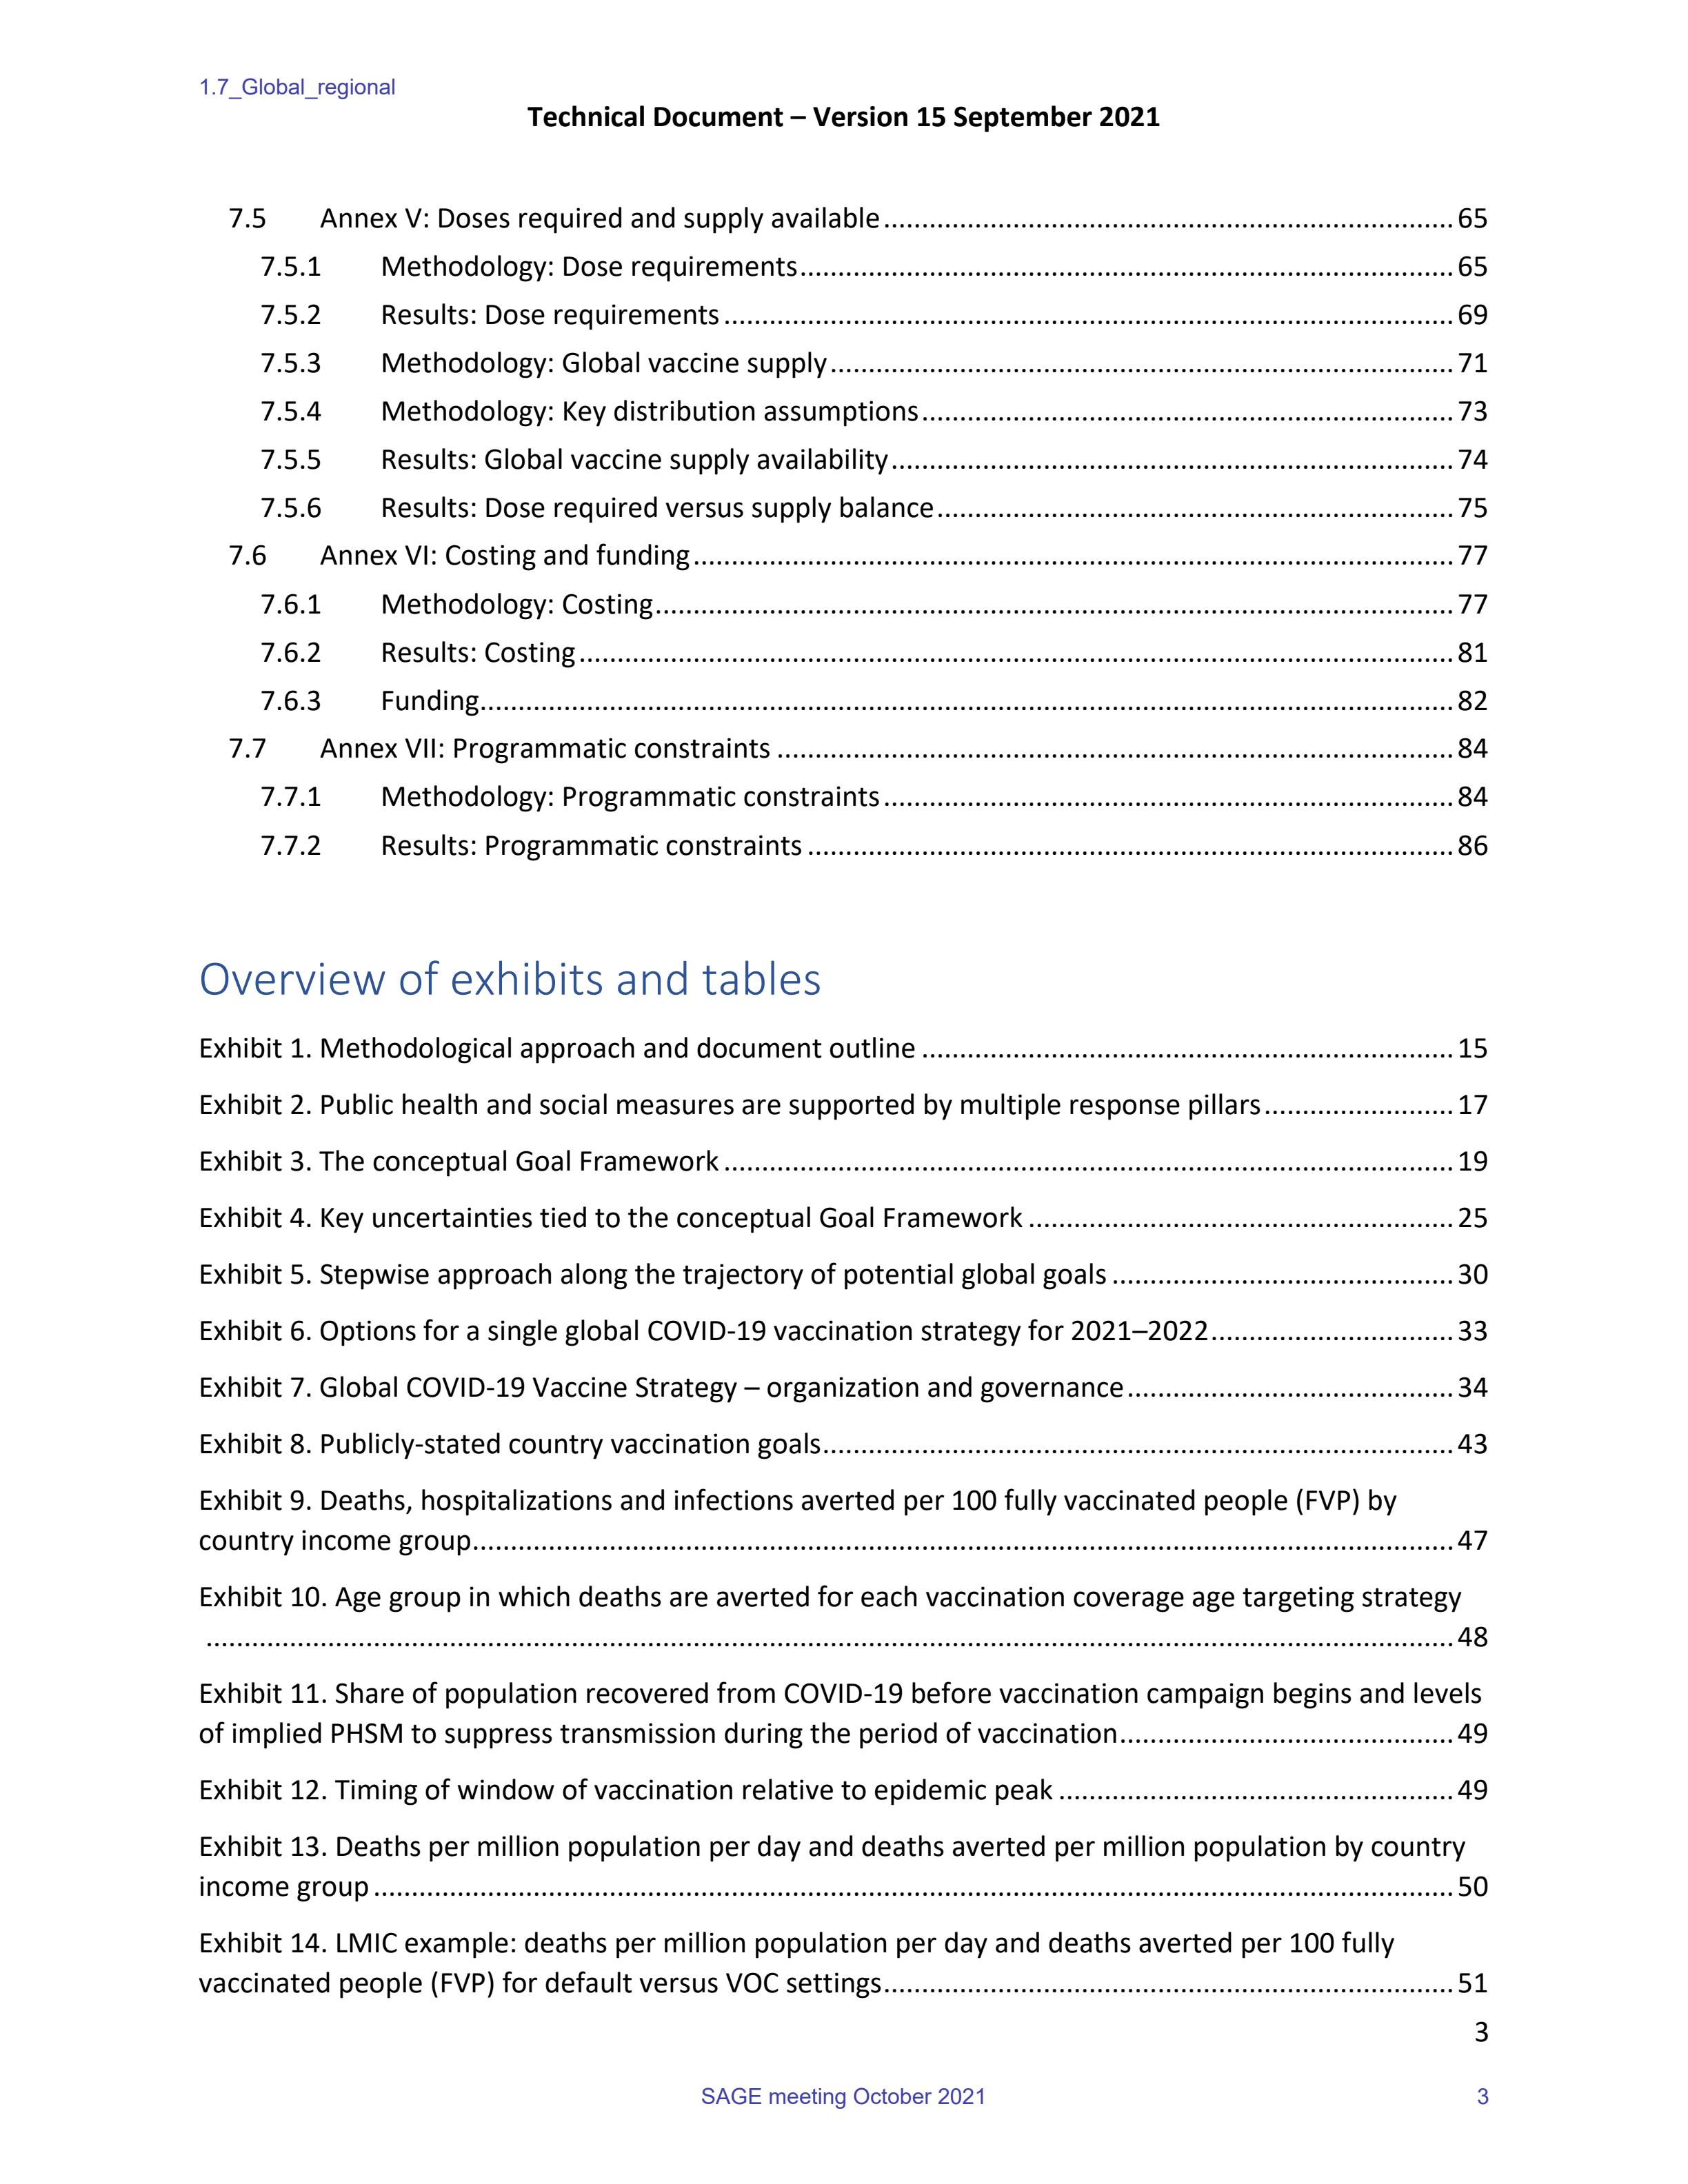 1.7_Global_regional
Technical Document – Version 15 September 2021
7.5 Annex V: Doses required and supply available 65
7.5.1 Methodology: Dose requirements 65
7.5.2 Results: Dose requirements 69
7.5.3 Methodology: Global vaccine supply 71
7.5.4 Methodology: Key distribution assumptions 73
7.5.5 Results: Global vaccine supply availability 74
7.5.6 Results: Dose required versus supply balance 75
7.6 Annex VI: Costing and funding 77
7.6.1 Methodology: Costing 77
7.6.2 Results: Costing 81
7.6.3 Funding 82
7.7 Annex VII: Programmatic constraints 84
7.7.1 Methodology: Programmatic constraints 84
7.7.2 Results: Programmatic constraints 86
Overview of exhibits and tables
Exhibit 1. Methodological approach and document outline 15
Exhibit 2. Public health and social measures are supported by multiple response pillars 17
Exhibit 3. The conceptual Goal Framework 19
Exhibit 4. Key uncertainties tied to the conceptual Goal Framework 25
Exhibit 5. Stepwise approach along the trajectory of potential global goals 30
Exhibit 6. Options for a single global COVID-19 vaccination strategy for 2021–2022 33
Exhibit 7. Global COVID-19 Vaccine Strategy – organization and governance 34
Exhibit 8. Publicly-stated country vaccination goals 43
Exhibit 9. Deaths, hospitalizations and infections averted per 100 fully vaccinated people (FVP) by
country income group 47
Exhibit 10. Age group in which deaths are averted for each vaccination coverage age targeting strategy
48
Exhibit 11. Share of population recovered from COVID-19 before vaccination campaign begins and levels
of implied PHSM to suppress transmission during the period of vaccination 49
Exhibit 12. Timing of window of vaccination relative to epidemic peak 49
Exhibit 13. Deaths per million population per day and deaths averted per million population by country
income group 50
Exhibit 14. LMIC example: deaths per million population per day and deaths averted per 100 fully
vaccinated people (FVP) for default versus VOC settings 51
3
SAGE meeting October 2021 3